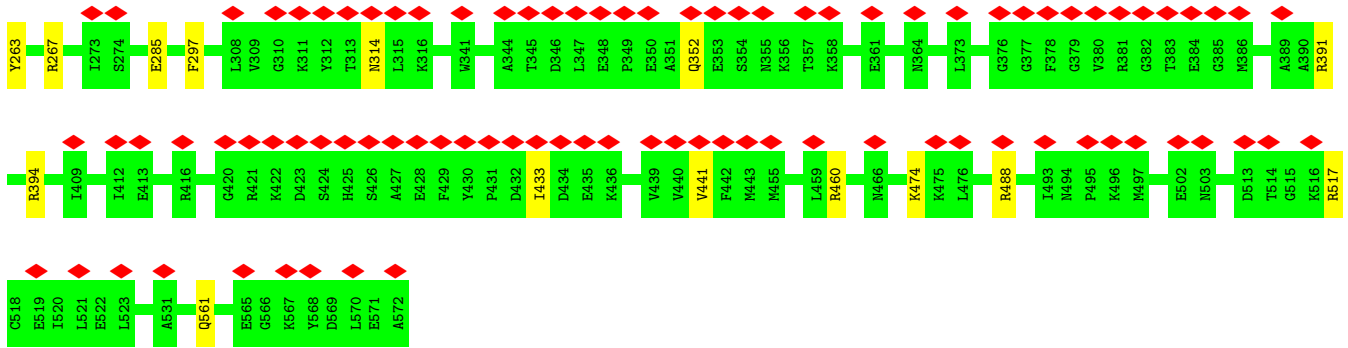 Y263 R267 I273 S274 E285 F297 L308 V309 G310 K311 Y312 T313 N314 L315 K316 W341 A344 T345 D346 L347 E348 P349 E350 A351 Q352 E353 S354 N355 K356 T357 K358 E361 N364 L373 G376 G377 F378 G379 V380 R381 G382 T383 E384 G385 M386 A389 A390 R391
R394 I409 I412 E413 R416 G420 R421 K422 D423 S424 H425 S426 A427 E428 F429 Y430 P431 D432 I433 D434 E435 K436 V439 V440 V441 F442 M443 M455 L459 R460 N466 K474 K475 L476 R488 I493 N494 P495 K496 M497 E502 N503 D513 T514 G515 K516 R517
C518 E519 I520 L521 E522 L523 A531 Q561 E565 G566 K567 Y568 D569 L570 E571 A572